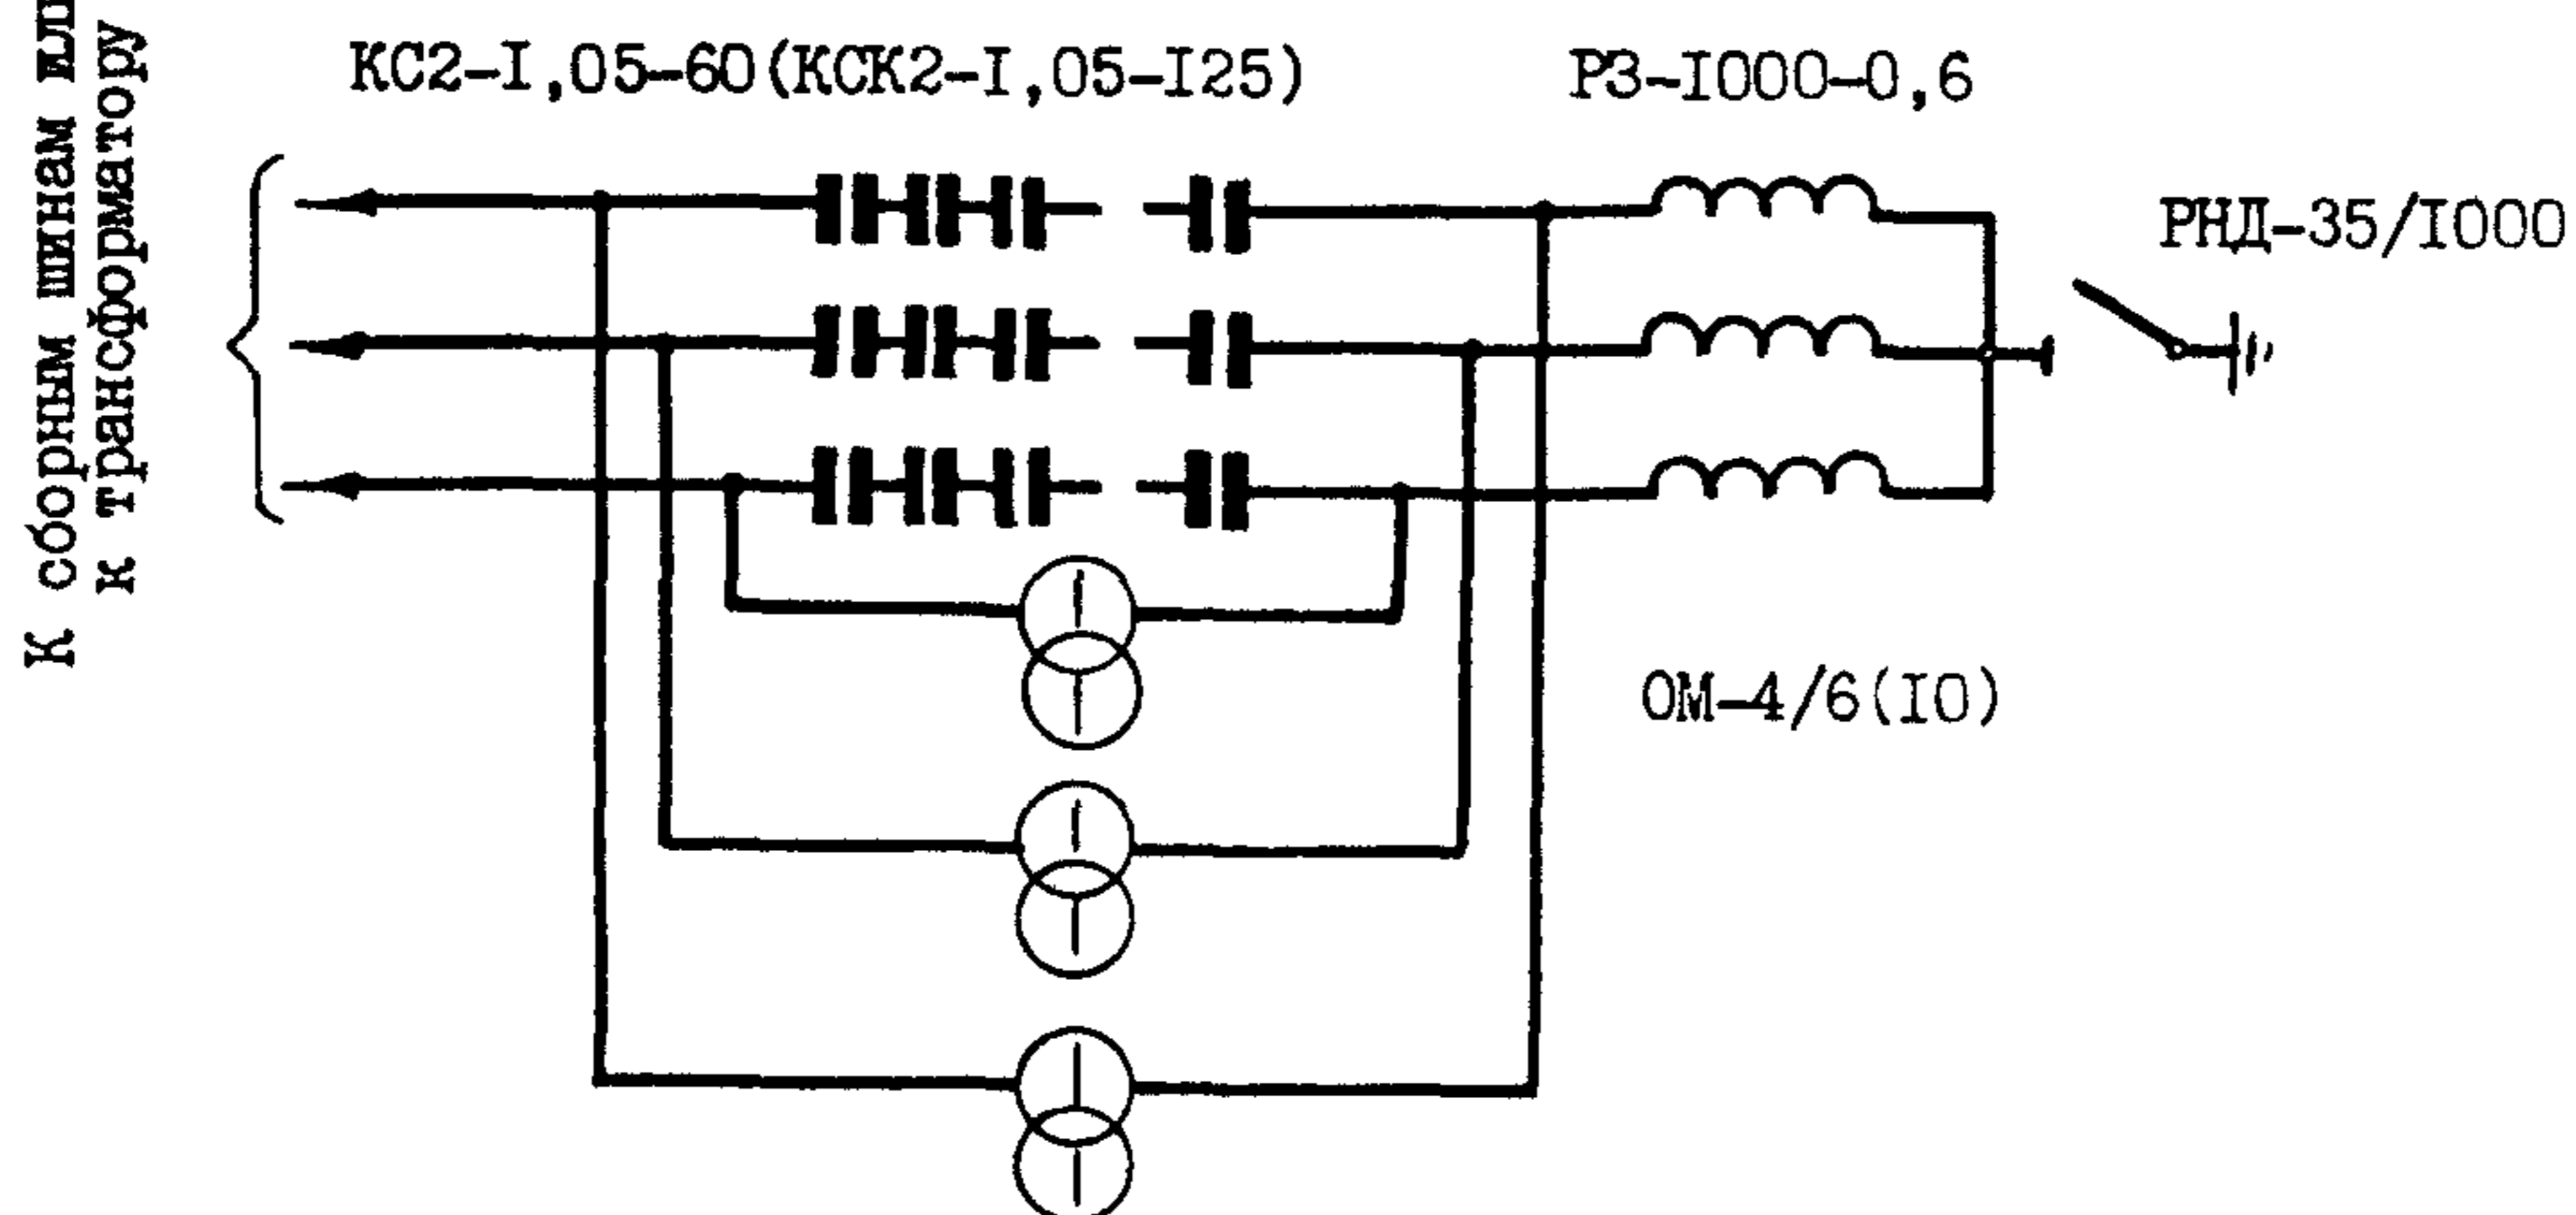 К сборным шинам или
к трансформатору
КС2-I,05-60(КСК2-I,05-I25)
РЗ-I000-0,6
РНД-35/I000
ОМ-4/6(I0)